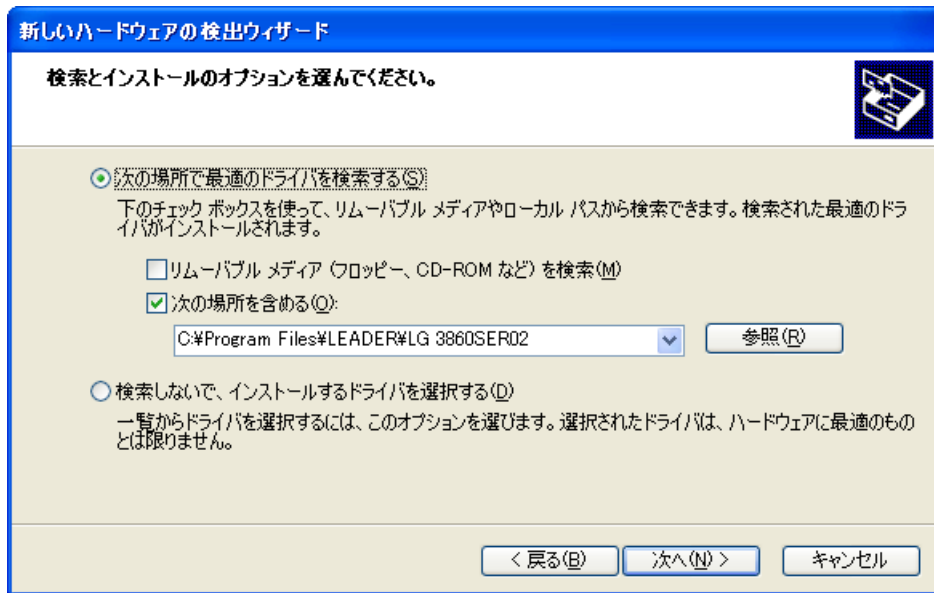 新しいハードウェアの検出ウィザード
検索とインストールのオプションを選んでください。
次の場所で最適のドライバを検索する(S)
下のチェック ボックスを使って、リムーバブル メディアやローカル パスから検索できます。検索された最適のドラ
イバがインストールされます。
リムーバブル メディア (フロッピー、CD-ROM など) を検索(M)
次の場所を含める(O):
C:¥Program Files¥LEADER¥LG 3860SER02
参照(R)
検索しないで、インストールするドライバを選択する(D)
一覧からドライバを選択するには、このオプションを選びます。選択されたドライバは、ハードウェアに最適のもの
とは限りません。
< 戻る(B)
次へ(N) >
キャンセル